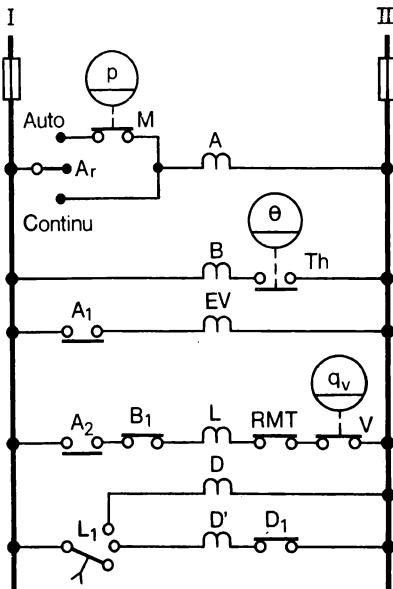 I II
p
Auto M A
Ar
Continu
θ
B Th
A1 EV
qv
A2 B1 L RMT V
D
L1 D' D1